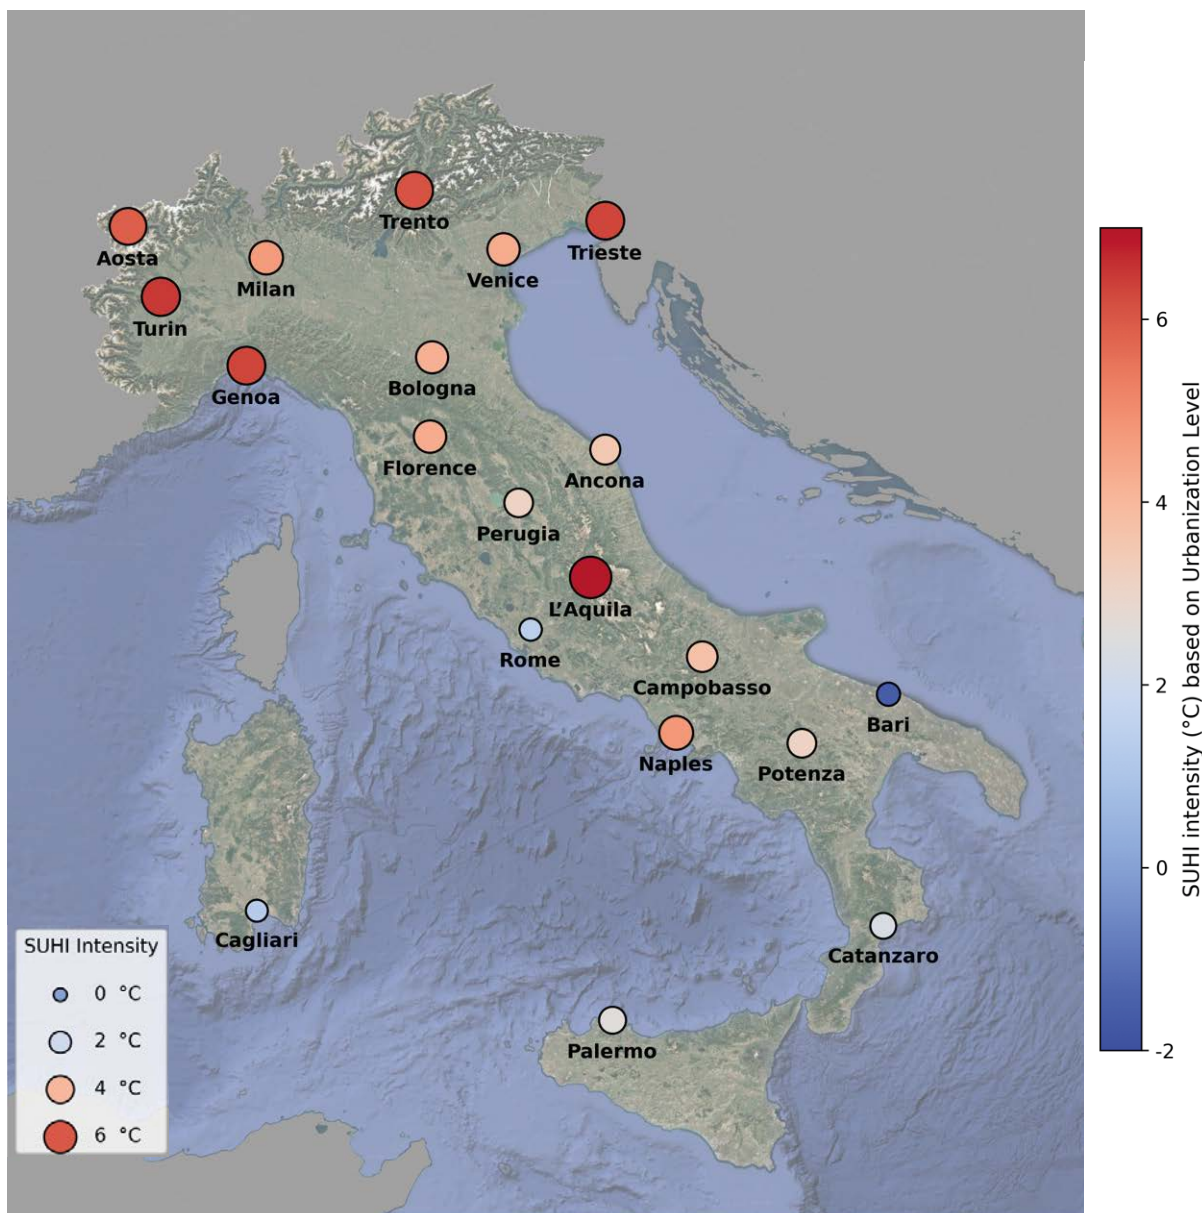 Trento
Trieste
Aosta
Venice
Milan
Turin
Genoa
Bologna
Florence
Ancona
Perugia
L’Aquila
Rome
Campobasso
Bari
Naples
Potenza
Cagliari
Catanzaro
Palermo
SUHI Intensity
0 °C
2 °C
4 °C
6 °C
6
4
2
0
-2
SUHI intensity (°C) based on Urbanization Level